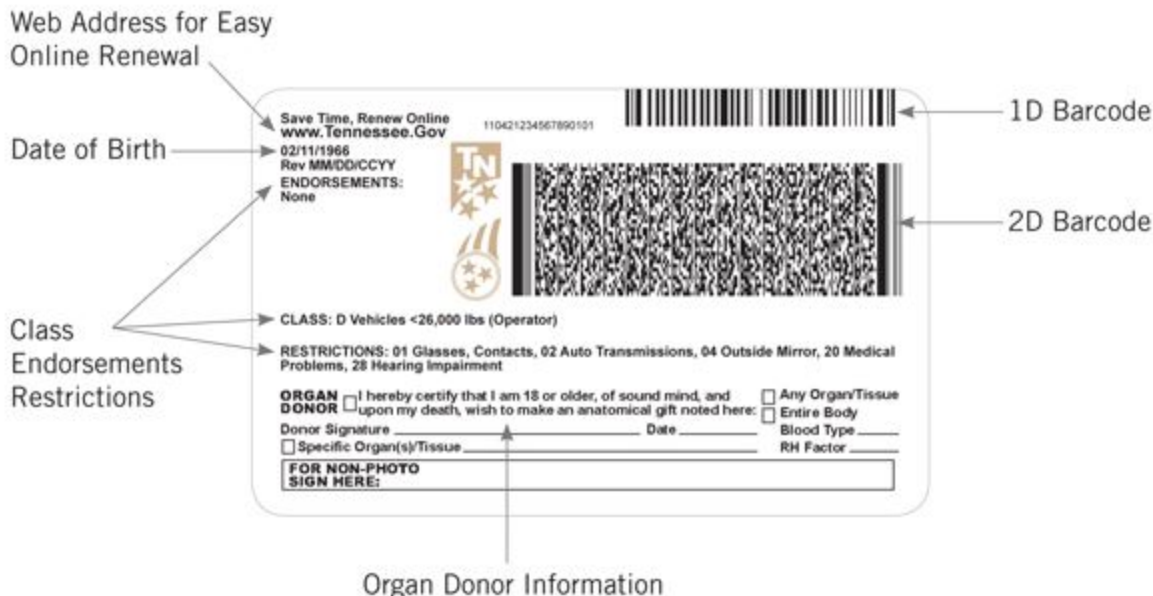 Web Address for Easy
Online Renewal
Save Time, Renew Online
www.Tennessee.Gov
110421234567890101
1D Barcode
Date of Birth
02/11/1966
Rev MM/DD/CCYY
ENDORSEMENTS:
None
TN
2D Barcode
Class
Endorsements
Restrictions
CLASS: D Vehicles <26,000 lbs (Operator)
RESTRICTIONS: 01 Glasses, Contacts, 02 Auto Transmissions, 04 Outside Mirror, 20 Medical
Problems, 28 Hearing Impairment
ORGAN DONOR
I hereby certify that I am 18 or older, of sound mind, and
upon my death, wish to make an anatomical gift noted here:
Any Organ/Tissue
Entire Body
Donor Signature Date Blood Type
Specific Organ(s)/Tissue RH Factor
FOR NON-PHOTO
SIGN HERE:
Organ Donor Information